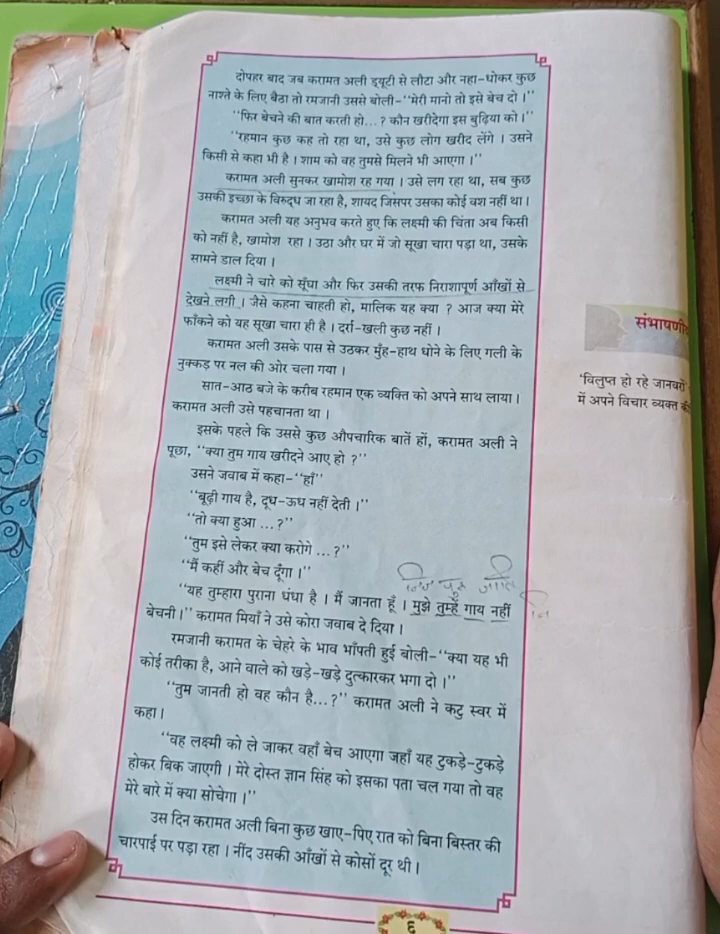 दोपहर बाद जब करामत अली ड्यूटी से लौटा और नहा-धोकर कुछ
नाश्ते के लिए बैठा तो रमजानी उससे बोली-‘‘मेरी मानो तो इसे बेच दो ।’’
‘‘फिर बेचने की बात करती हो...? कौन खरीदेगा इस बुढ़िया को।’’
‘‘रहमान कुछ कह तो रहा था, उसे कुछ लोग खरीद लेंगे । उसने
किसी से कहा भी है । शाम को वह तुमसे मिलने भी आएगा ।’’
करामत अली सुनकर खामोश रह गया । उसे लग रहा था, सब कुछ
उसकी इच्छा के विरुद्ध जा रहा है, शायद जिसपर उसका कोई वश नहीं था ।
करामत अली यह अनुभव करते हुए कि लक्ष्मी की चिंता अब किसी
को नहीं है, खामोश रहा । उठा और घर में जो सूखा चारा पड़ा था, उसके
सामने डाल दिया ।
लक्ष्मी ने चारे को सूँघा और फिर उसकी तरफ निराशापूर्ण आँखों से
देखने लगी । जैसे कहना चाहती हो, मालिक यह क्या ? आज क्या मेरे
फाँकने को यह सूखा चारा ही है । दर्रा-खली कुछ नहीं ।
करामत अली उसके पास से उठकर मुँह-हाथ धोने के लिए गली के
नुक्कड़ पर नल की ओर चला गया ।
सात-आठ बजे के करीब रहमान एक व्यक्ति को अपने साथ लाया ।
करामत अली उसे पहचानता था ।
इसके पहले कि उससे कुछ औपचारिक बातें हों, करामत अली ने
पूछा, ‘‘क्या तुम गाय खरीदने आए हो ?’’
उसने जवाब में कहा-‘‘हाँ’’
‘‘बूढ़ी गाय है, दूध-ऊध नहीं देती ।’’
‘‘तो क्या हुआ ...?’’
‘‘तुम इसे लेकर क्या करोगे ...?’’
‘‘मैं कहीं और बेच दूँगा ।’’
‘‘यह तुम्हारा पुराना धंधा है । मैं जानता हूँ । मुझे तुम्हें गाय नहीं
बेचनी ।’’ करामत मियाँ ने उसे कोरा जवाब दे दिया ।
रमजानी करामत के चेहरे के भाव भाँपती हुई बोली-‘‘क्या यह भी
कोई तरीका है, आने वाले को खड़े-खड़े दुत्कारकर भगा दो ।’’
‘‘तुम जानती हो वह कौन है...?’’ करामत अली ने कटु स्वर में
कहा ।
‘‘वह लक्ष्मी को ले जाकर वहाँ बेच आएगा जहाँ यह टुकड़े-टुकड़े
होकर बिक जाएगी । मेरे दोस्त ज्ञान सिंह को इसका पता चल गया तो वह
मेरे बारे में क्या सोचेगा ।’’
उस दिन करामत अली बिना कुछ खाए-पिए रात को बिना बिस्तर की
चारपाई पर पड़ा रहा । नींद उसकी आँखों से कोसों दूर थी ।
६
संभाषणी
‘विलुप्त हो रहे जानवरों
में अपने विचार व्यक्त